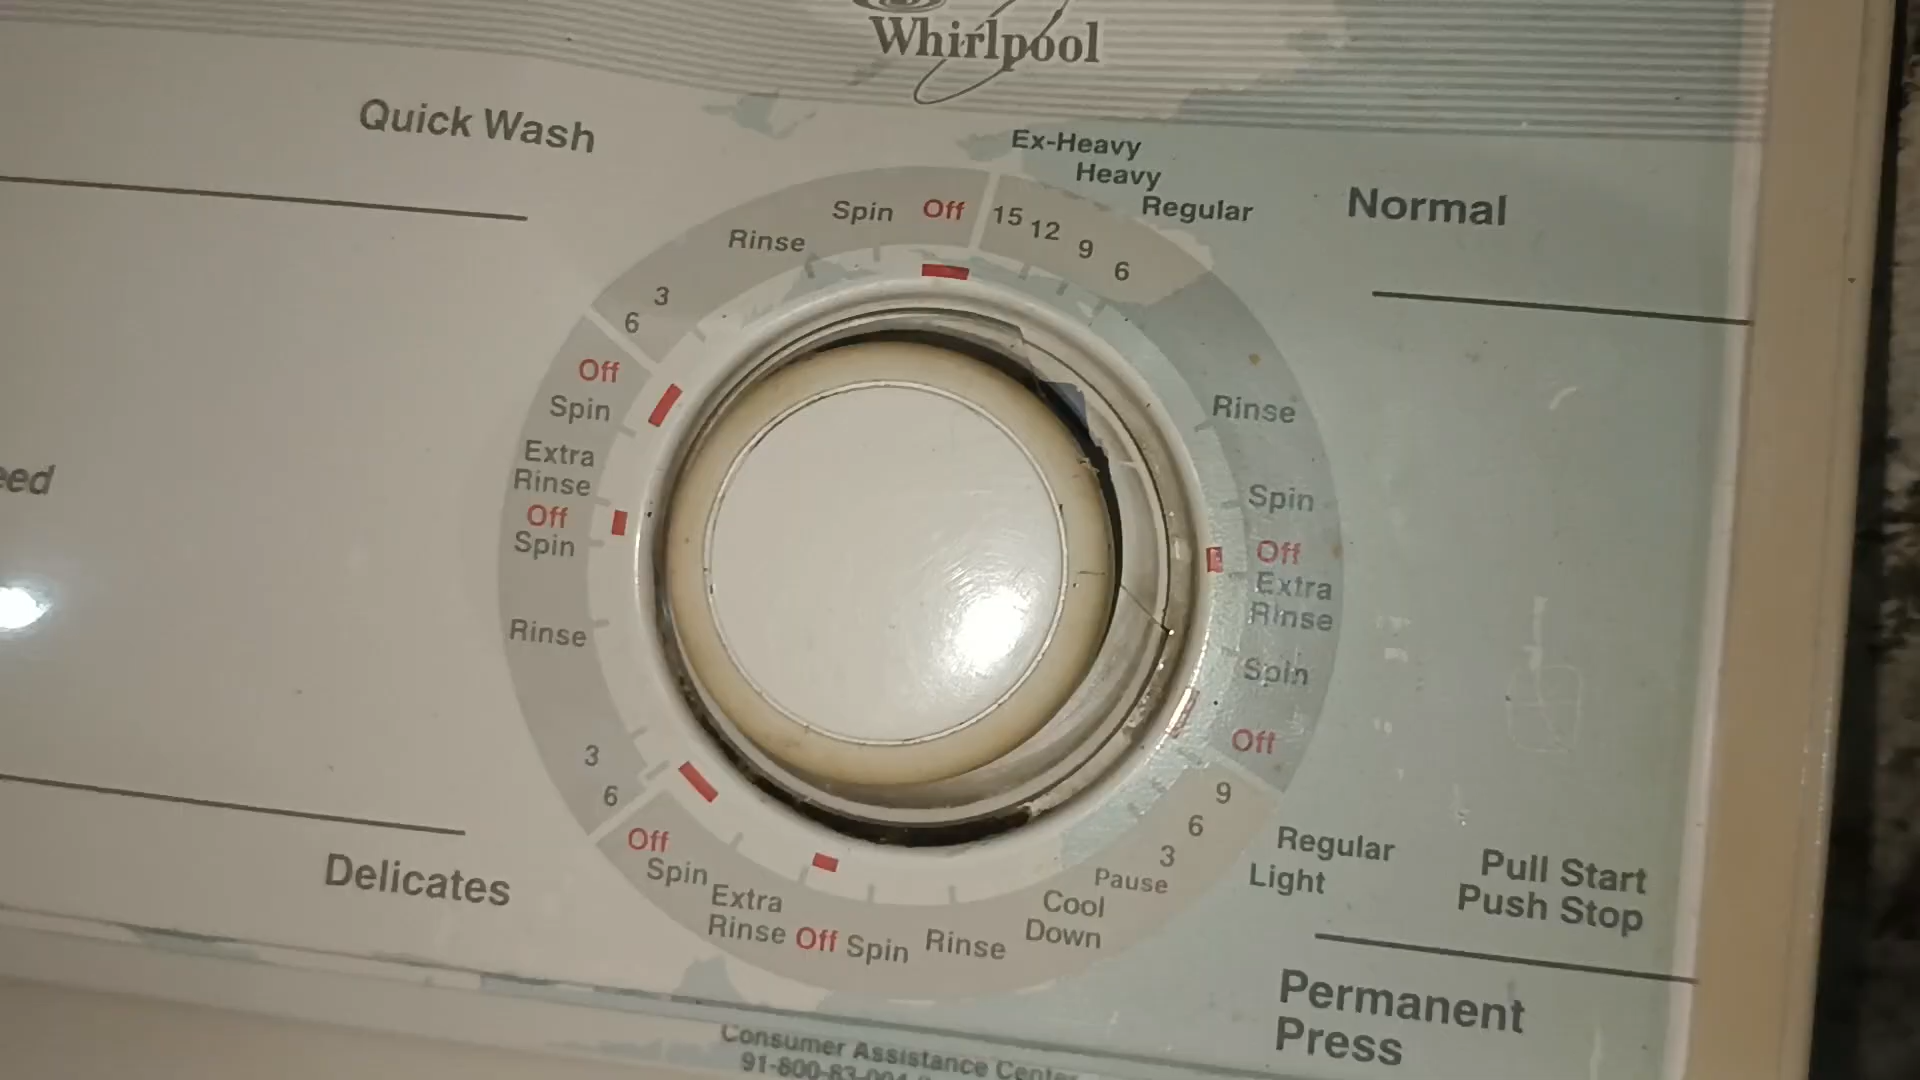 Whirlpool
Quick Wash
Ex-Heavy
Heavy
Regular
Normal
Spin
Off
15
12
9
6
Rinse
3
6
Off
Spin
Extra
Rinse
Off
Spin
Rinse
3
6
Off
Spin
Extra
Rinse
Off
Spin
Rinse
Cool
Down
Pause
3
6
9
Rinse
Spin
Off
Extra
Rinse
Spin
Off
Regular
Light
Pull Start
Push Stop
Delicates
Permanent
Press
eed
Consumer Assistance Center